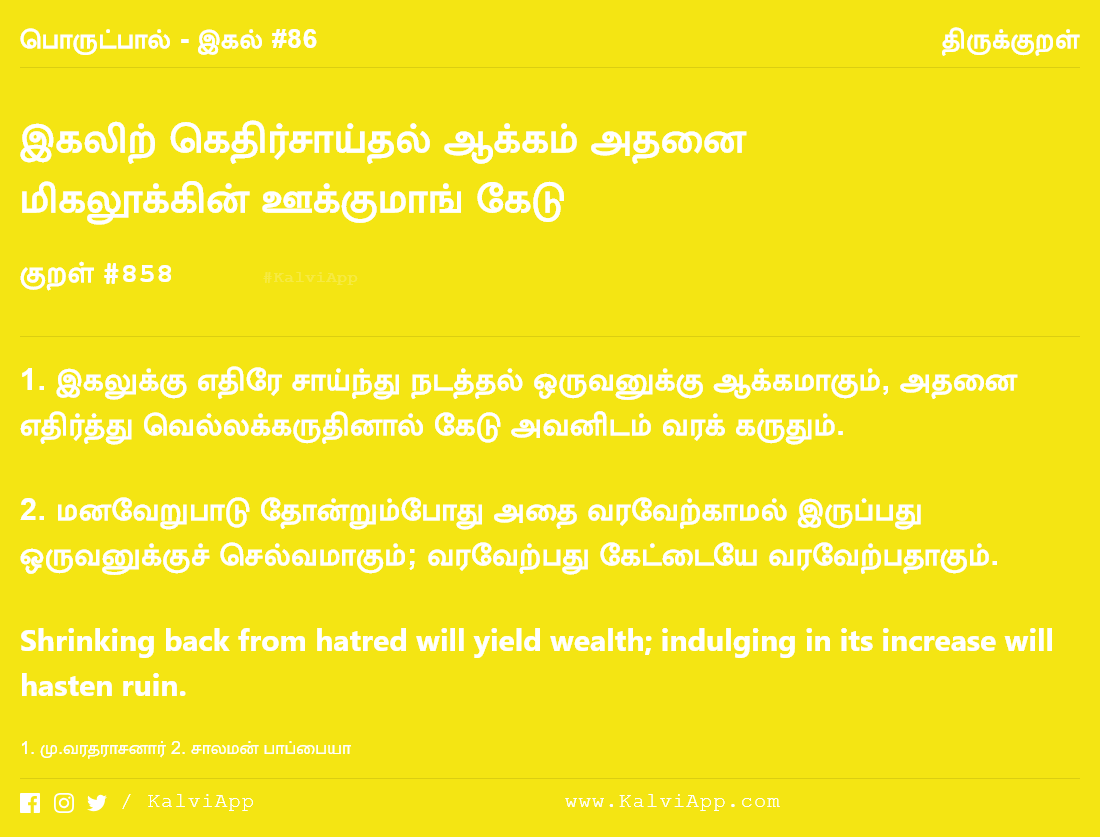 பொருட்பால் - இகல் #86
திருக்குறள்
இகலிற் கெதிர்சாய்தல் ஆக்கம் அதனை
மிகலூக்கின் ஊக்குமாங் கேடு
குறள் #858
#KalviApp
1. இகலுக்கு எதிரே சாய்ந்து நடத்தல் ஒருவனுக்கு ஆக்கமாகும், அதனை
எதிர்த்து வெல்லக்கருதினால் கேடு அவனிடம் வரக் கருதும்.
2. மனவேறுபாடு தோன்றும்போது அதை வரவேற்காமல் இருப்பது
ஒருவனுக்குச் செல்வமாகும்; வரவேற்பது கேட்டையே வரவேற்பதாகும்.
Shrinking back from hatred will yield wealth; indulging in its increase will
hasten ruin.
1. மு.வரதராசனார் 2. சாலமன் பாப்பையா
/ KalviApp
www.KalviApp.com